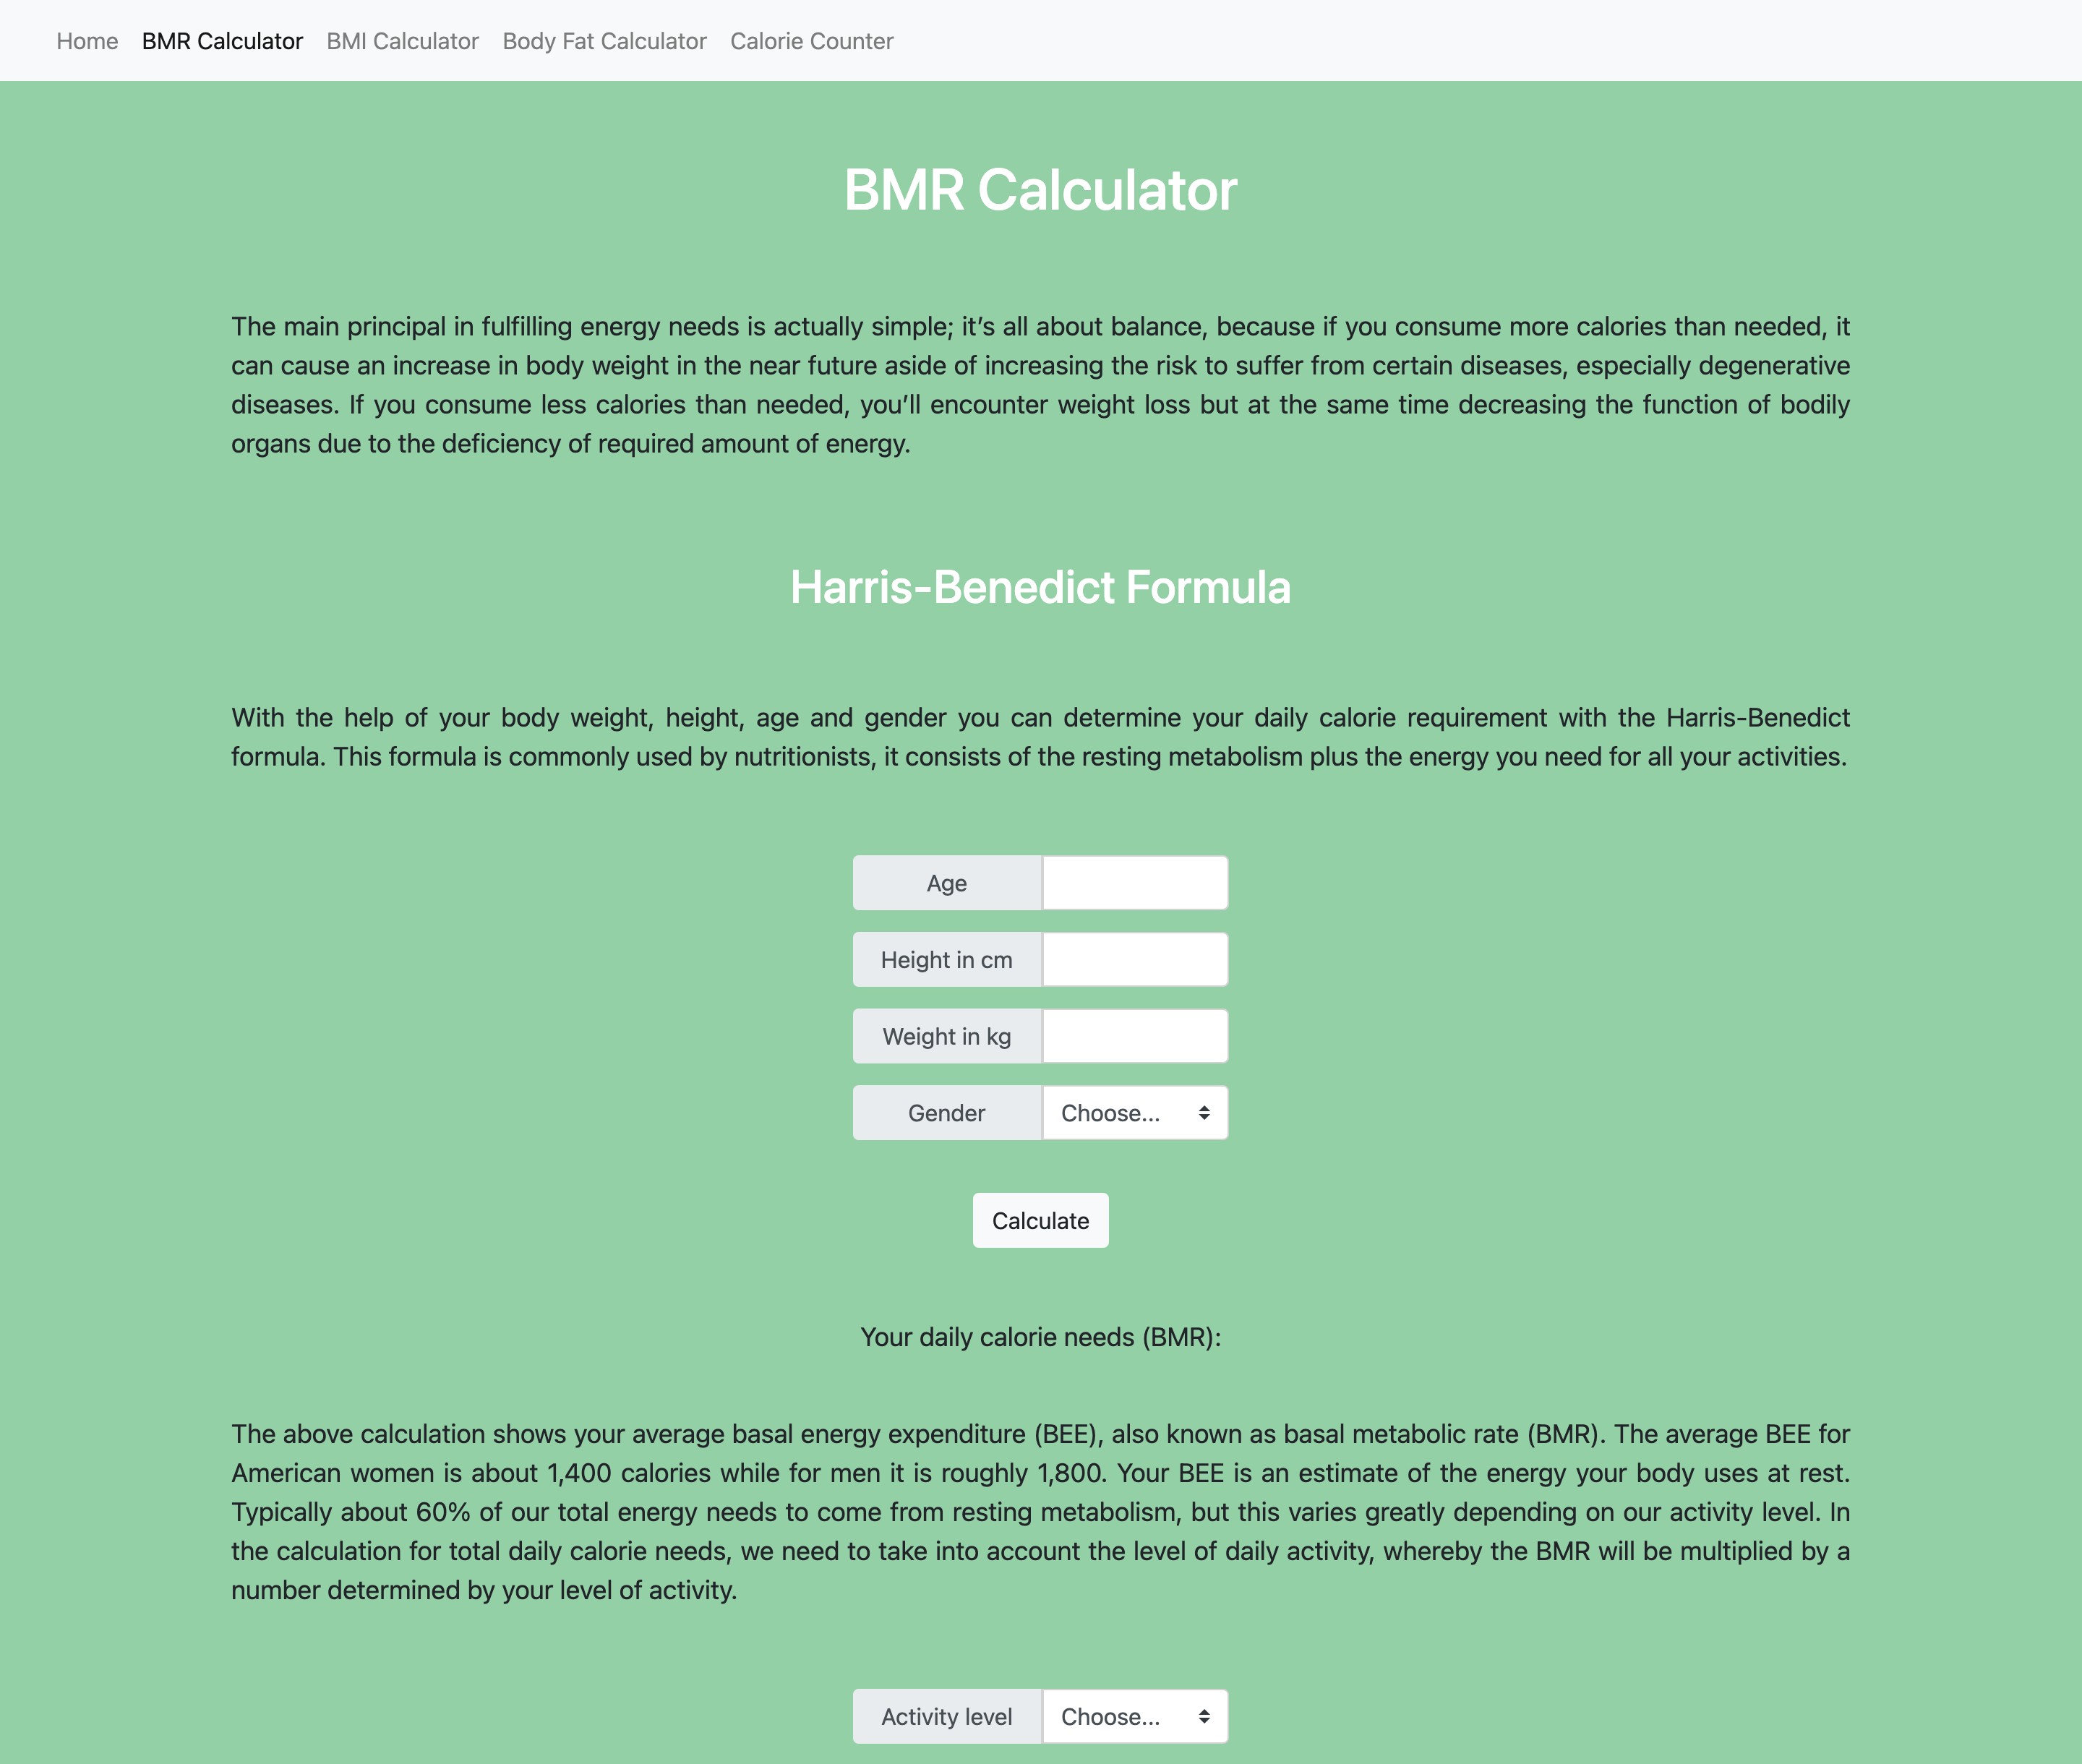 Home BMR Calculator BMI Calculator Body Fat Calculator Calorie Counter
BMR Calculator
The main principal in fulfilling energy needs is actually simple; it’s all about balance, because if you consume more calories than needed, it
can cause an increase in body weight in the near future aside of increasing the risk to suffer from certain diseases, especially degenerative
diseases. If you consume less calories than needed, you’ll encounter weight loss but at the same time decreasing the function of bodily
organs due to the deficiency of required amount of energy.
Harris-Benedict Formula
With the help of your body weight, height, age and gender you can determine your daily calorie requirement with the Harris-Benedict
formula. This formula is commonly used by nutritionists, it consists of the resting metabolism plus the energy you need for all your activities.
Age
Height in cm
Weight in kg
Gender Choose...
Calculate
Your daily calorie needs (BMR):
The above calculation shows your average basal energy expenditure (BEE), also known as basal metabolic rate (BMR). The average BEE for
American women is about 1,400 calories while for men it is roughly 1,800. Your BEE is an estimate of the energy your body uses at rest.
Typically about 60% of our total energy needs to come from resting metabolism, but this varies greatly depending on our activity level. In
the calculation for total daily calorie needs, we need to take into account the level of daily activity, whereby the BMR will be multiplied by a
number determined by your level of activity.
Activity level Choose...